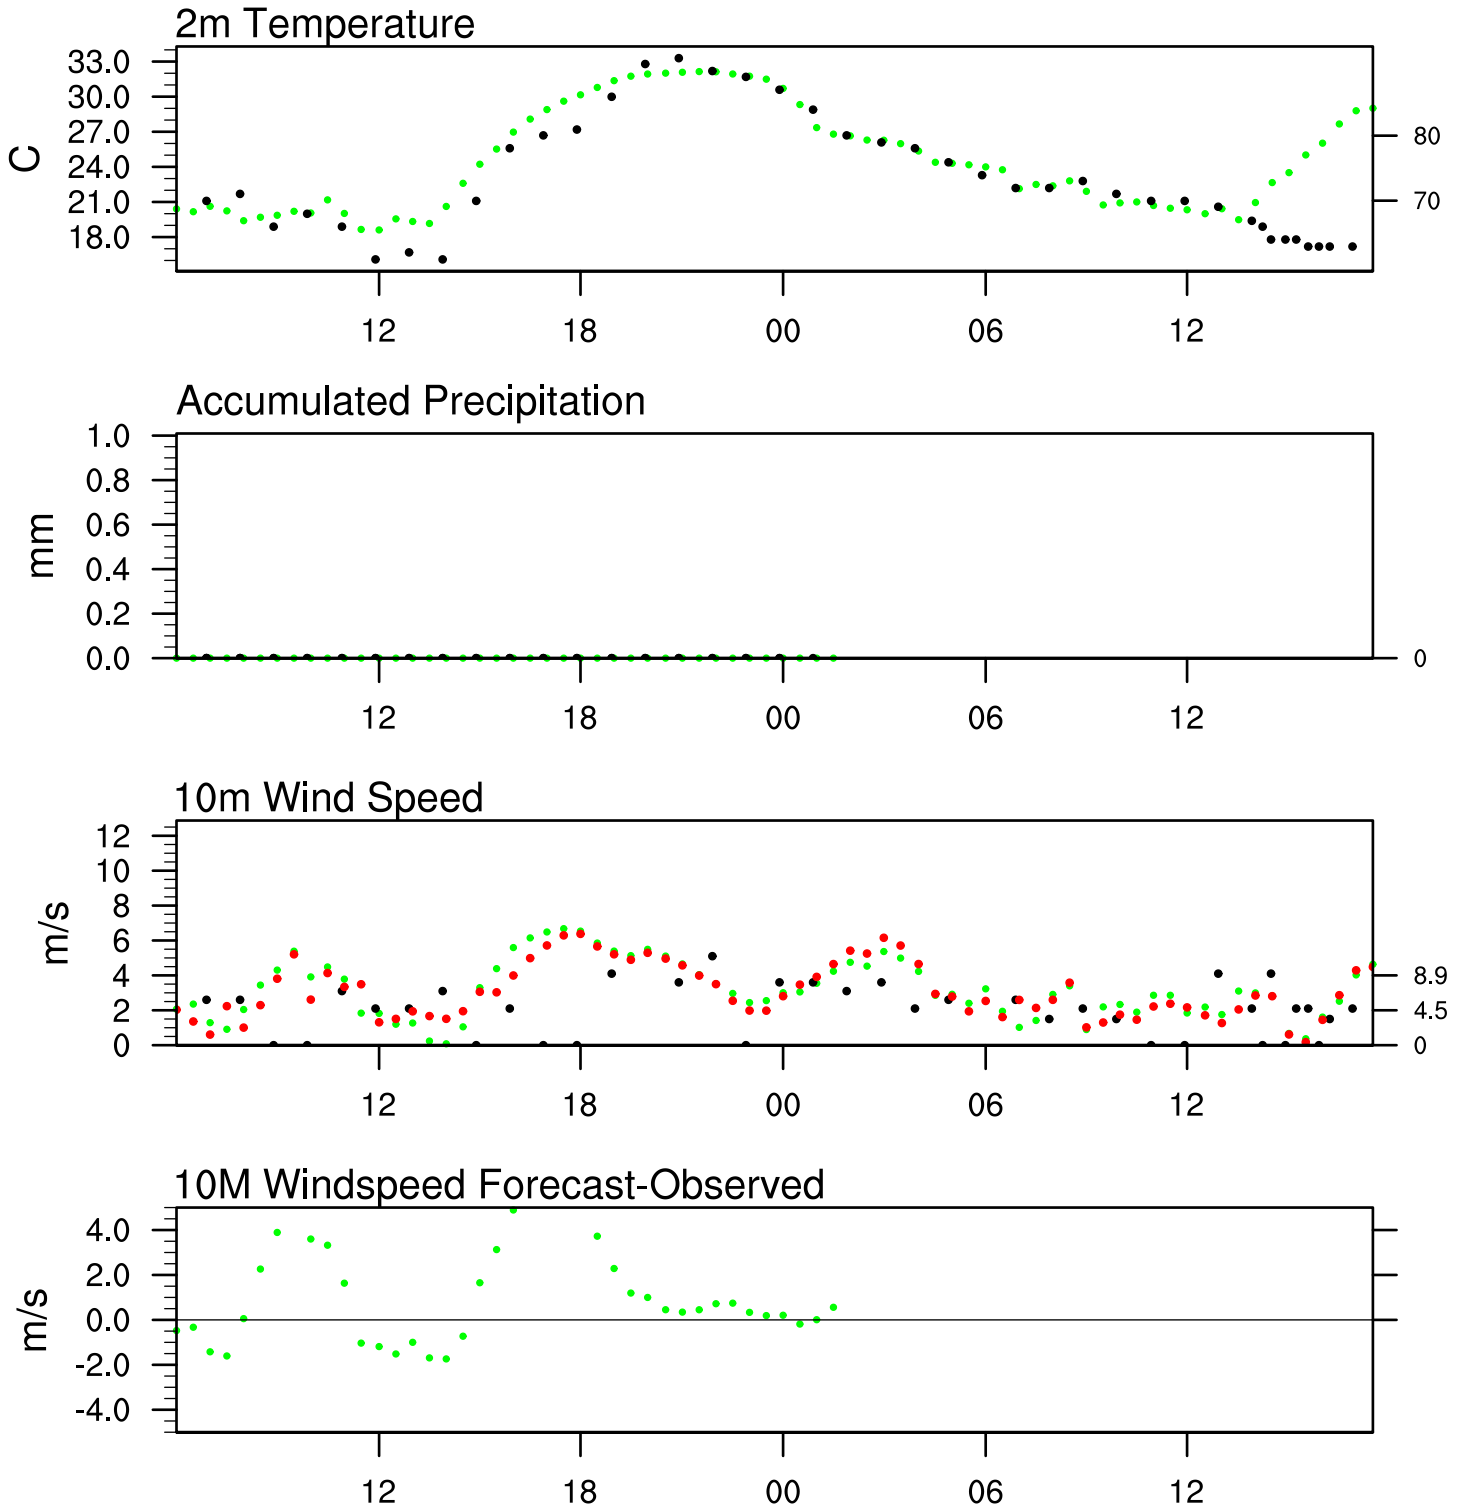 2m Temperature
33.0
30.0
27.0
24.0
21.0
18.0
C
80
70
12 18 00 06 12
Accumulated Precipitation
1.0
0.8
0.6
0.4
0.2
0.0
mm
0
12 18 00 06 12
10m Wind Speed
12
10
8
6
4
2
0
m/s
8.9
4.5
0
12 18 00 06 12
10M Windspeed Forecast-Observed
4.0
2.0
0.0
-2.0
-4.0
m/s
12 18 00 06 12